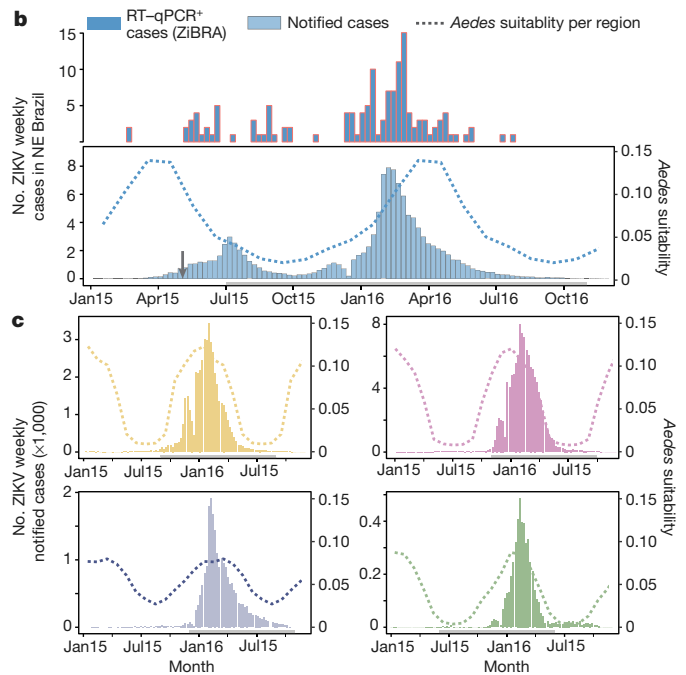 b
RT–qPCR+
cases (ZiBRA)
Notified cases
Aedes suitablity per region
No. ZIKV weekly
cases in NE Brazil
15
10
5
8
6
4
2
0
0.15
0.10
0.05
0
Aedes suitability
Jan15 Apr15 Jul15 Oct15 Jan16 Apr16 Jul16 Oct16
c
No. ZIKV weekly
notified cases (×1,000)
3
2
1
0
0.15
0.10
0.05
0
Jan15 Jul15 Jan16 Jul15
8
4
0
0.15
0.10
0.05
0
Jan15 Jul15 Jan16 Jul15
Aedes suitability
2
1
0
0.15
0.10
0.05
0
Jan15 Jul15 Jan16 Jul15
Month
0.4
0.2
0
0.15
0.10
0.05
0
Jan15 Jul15 Jan16 Jul15
Month